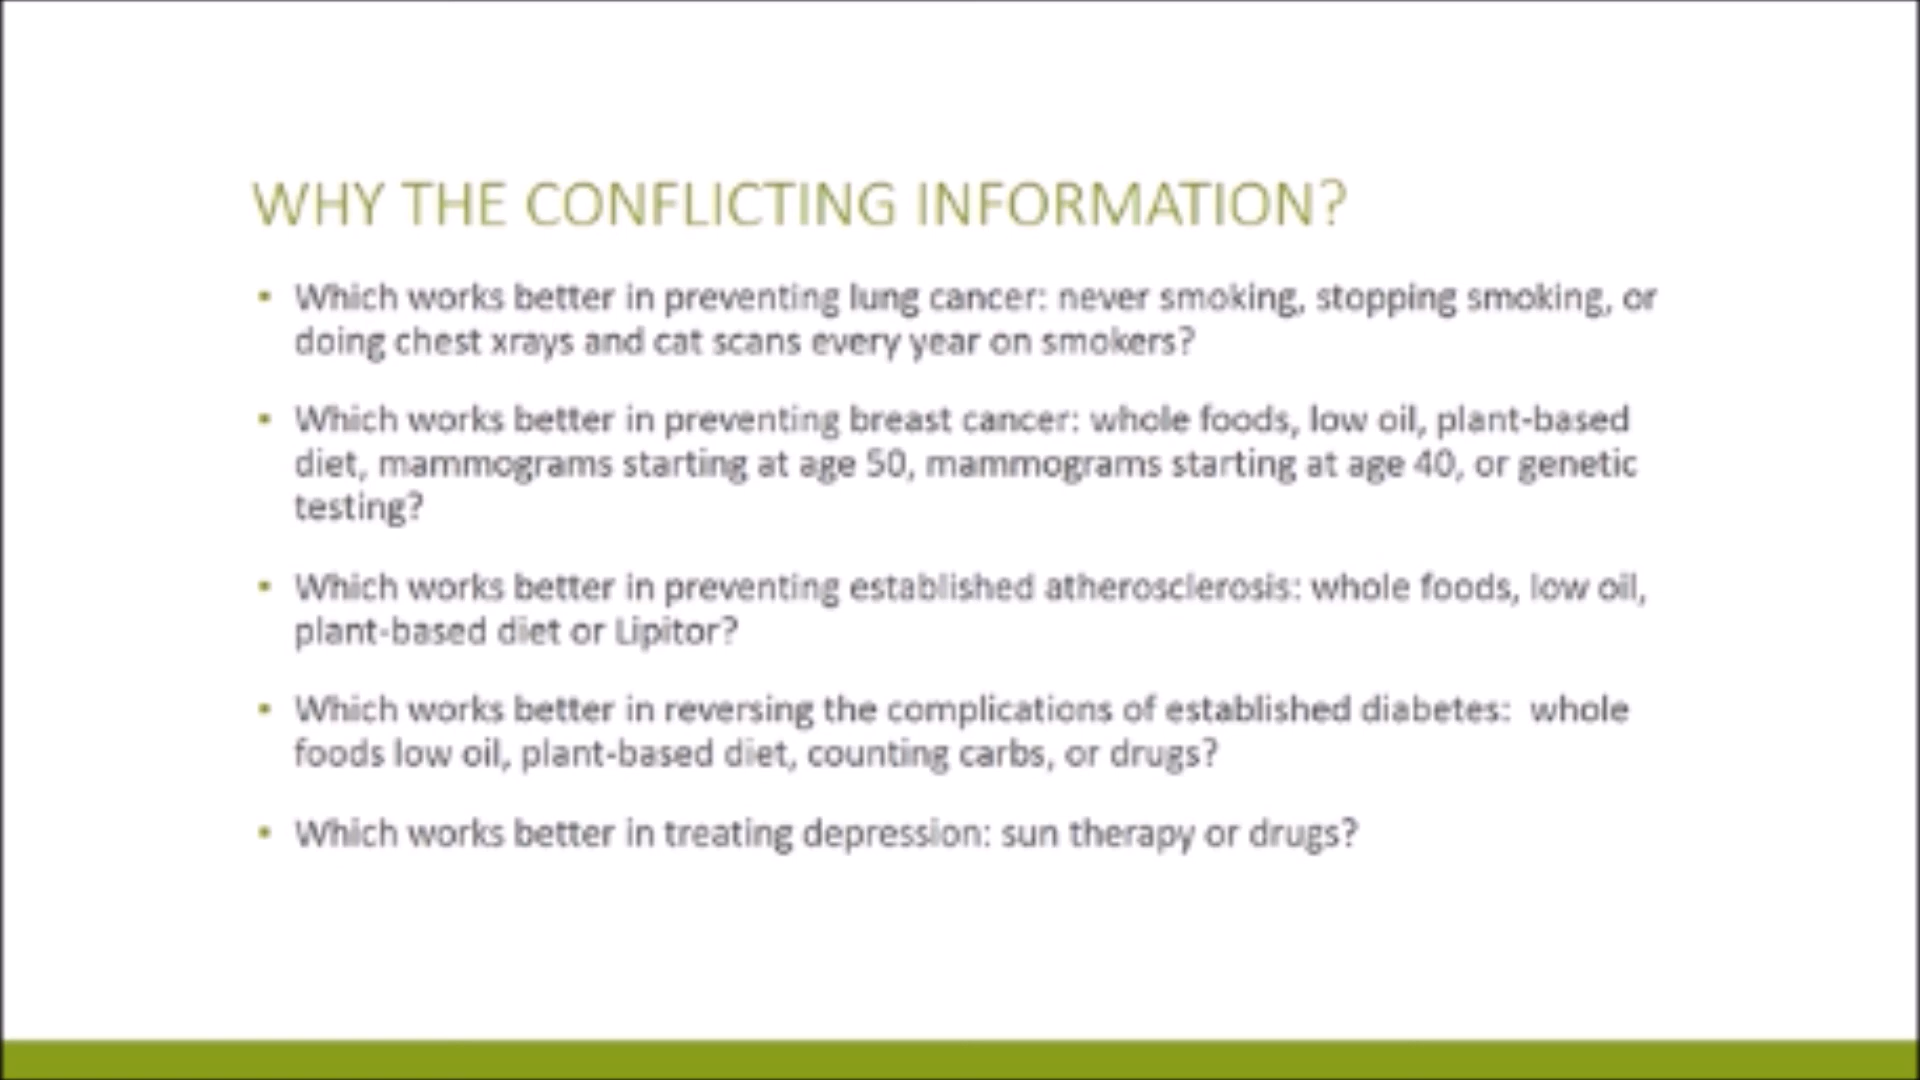 WHY THE CONFLICTING INFORMATION?
▪ Which works better in preventing lung cancer: never smoking, stopping smoking, or
doing chest xrays and cat scans every year on smokers?
▪ Which works better in preventing breast cancer: whole foods, low oil, plant-based
diet, mammograms starting at age 50, mammograms starting at age 40, or genetic
testing?
▪ Which works better in preventing established atherosclerosis: whole foods, low oil,
plant-based diet or Lipitor?
▪ Which works better in reversing the complications of established diabetes:  whole
foods low oil, plant-based diet, counting carbs, or drugs?
▪ Which works better in treating depression: sun therapy or drugs?